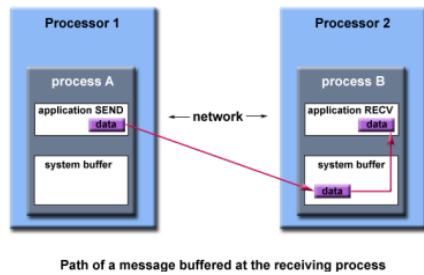 Processor 1
process A
application SEND
data
system buffer
network
Processor 2
process B
application RECV
data
system buffer
data
Path of a message buffered at the receiving process